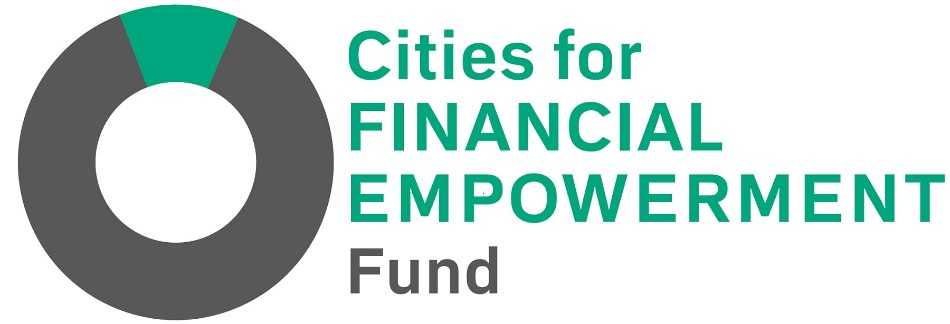 Cities for
FINANCIAL
EMPOWERMENT
Fund